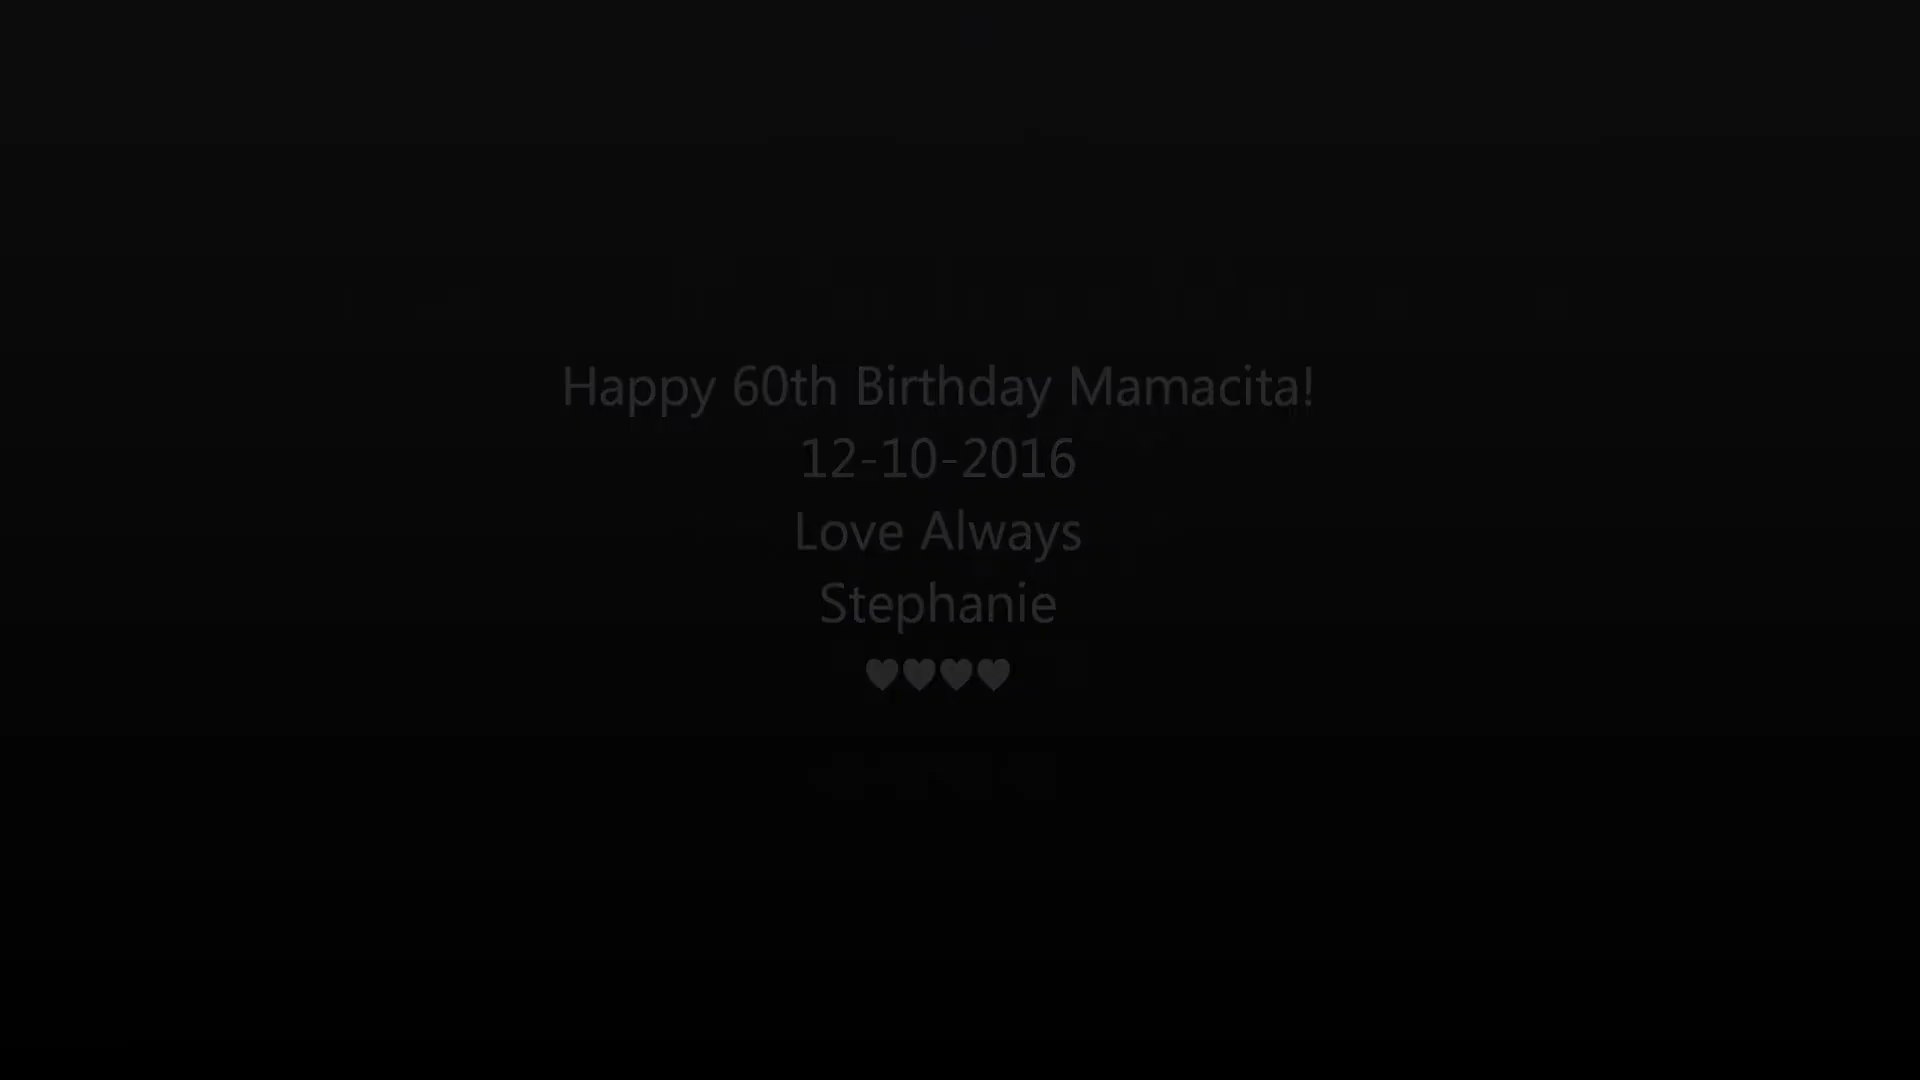 Happy 60th Birthday Mamacita!
12-10-2016
Love Always
Stephanie
♥♥♥♥